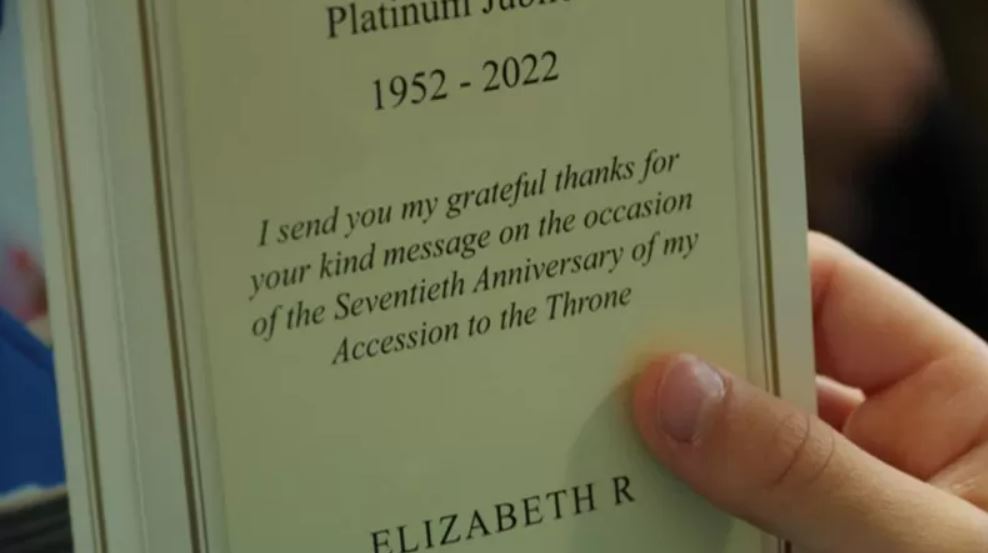 Platinum Jubilee
1952 - 2022
I send you my grateful thanks for
your kind message on the occasion
of the Seventieth Anniversary of my
Accession to the Throne
ELIZABETH R